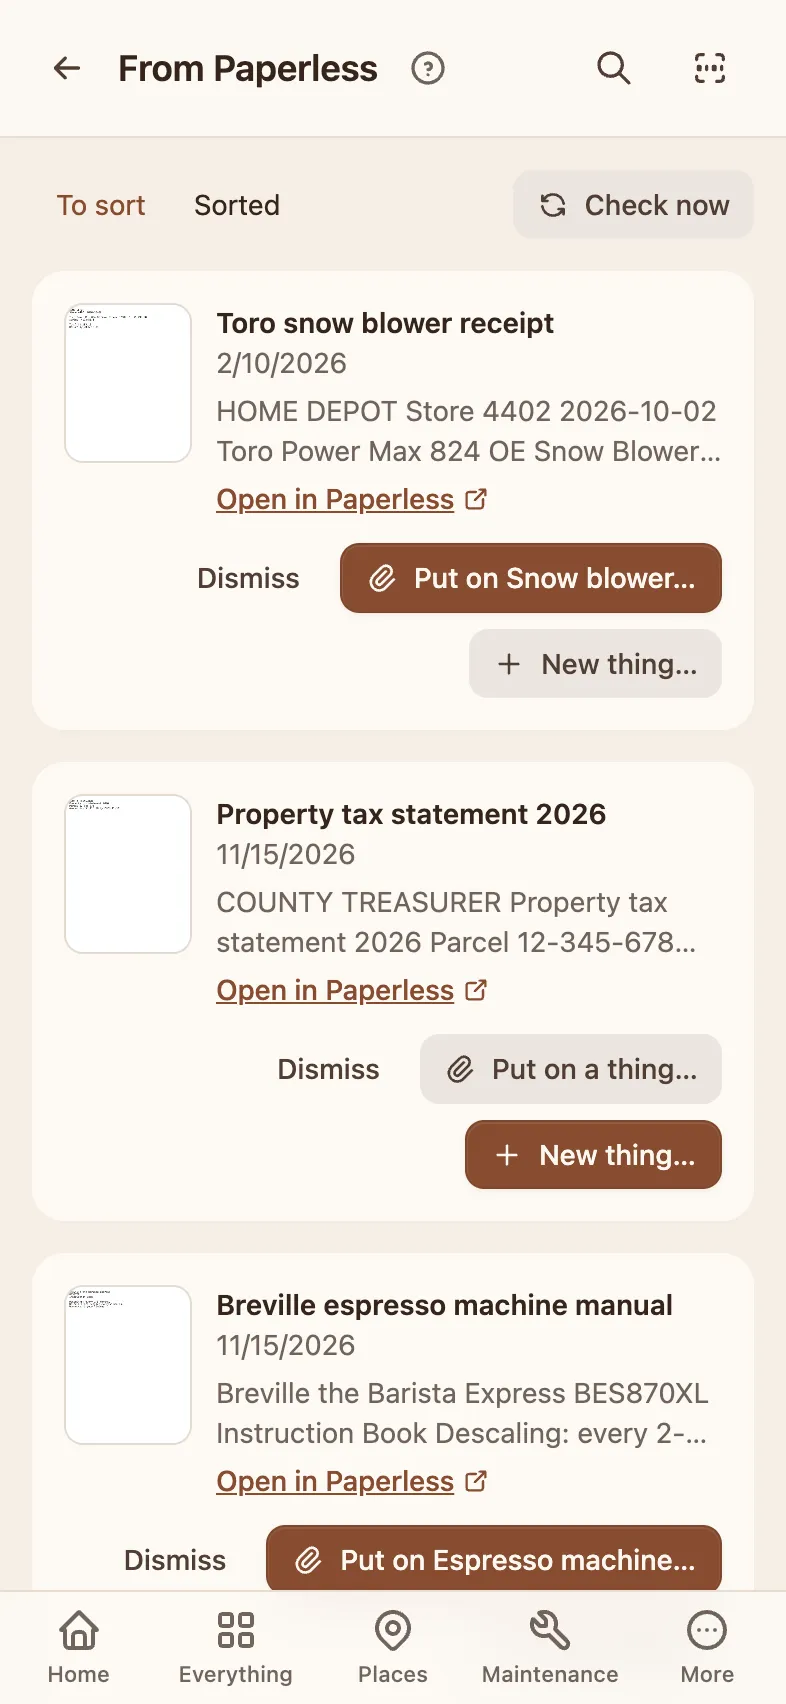 From Paperless
To sort
Sorted
Check now
Toro snow blower receipt
2/10/2026
HOME DEPOT Store 4402 2026-10-02
Toro Power Max 824 OE Snow Blower...
Open in Paperless
Dismiss
Put on Snow blower...
New thing...
Property tax statement 2026
11/15/2026
COUNTY TREASURER Property tax
statement 2026 Parcel 12-345-678...
Open in Paperless
Dismiss
Put on a thing...
New thing...
Breville espresso machine manual
11/15/2026
Breville the Barista Express BES870XL
Instruction Book Descaling: every 2-...
Open in Paperless
Dismiss
Put on Espresso machine...
Home
Everything
Places
Maintenance
More